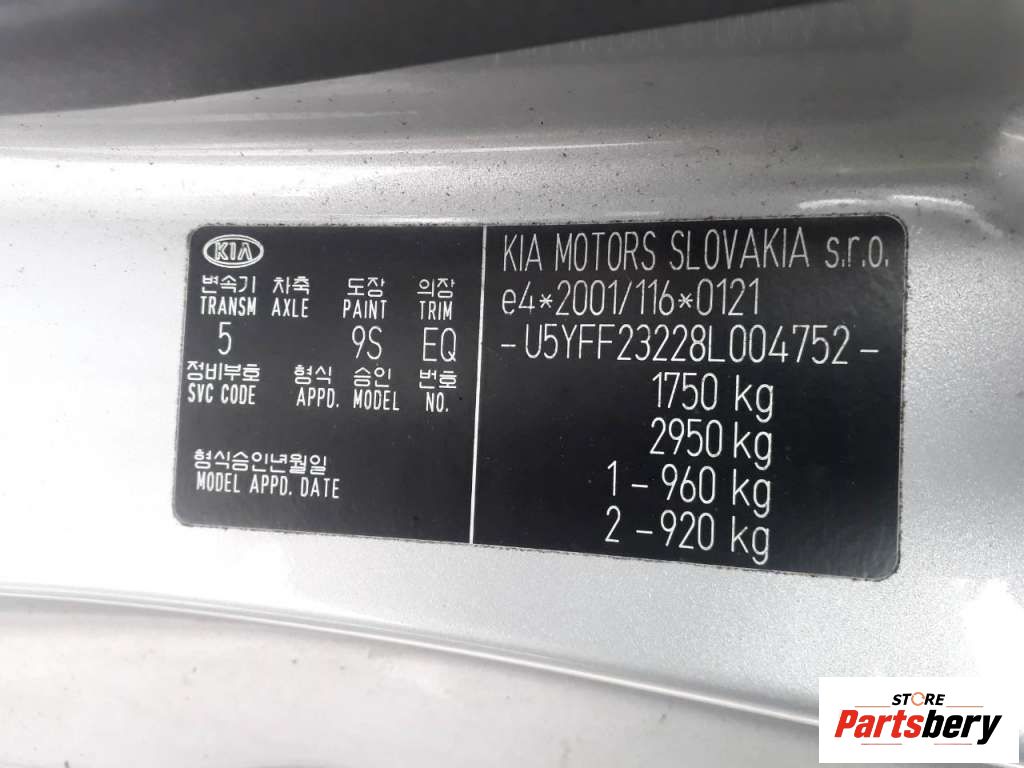 KIA
변속기 차축 도장 의장
TRANSM AXLE PAINT TRIM
5 9S EQ
정비부호 형식 승인 번호
SVC CODE APPD. MODEL NO.
형식승인년월일
MODEL APPD. DATE
KIA MOTORS SLOVAKIA s.r.o.
e4*2001/116*0121
- U5YFF23228L004752 -
1750 kg
2950 kg
1 - 960 kg
2 - 920 kg
STORE
Partsbery